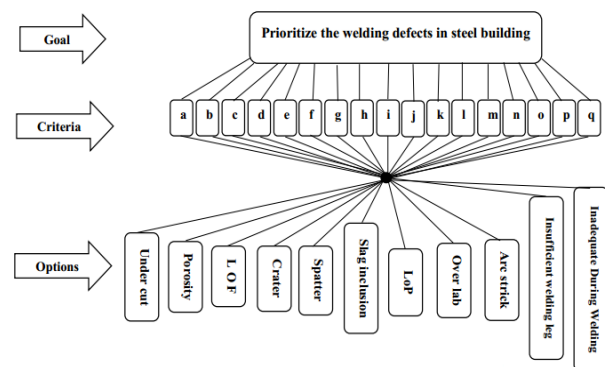 Goal
Prioritize the welding defects in steel building
Criteria
a b c d e f g h i j k l m n o p q
Options
Under cut
Porosity
L O F
Crater
Spatter
Slag inclusion
LoP
Over lab
Arc strick
Insufficient welding leg
Inadequate During Welding